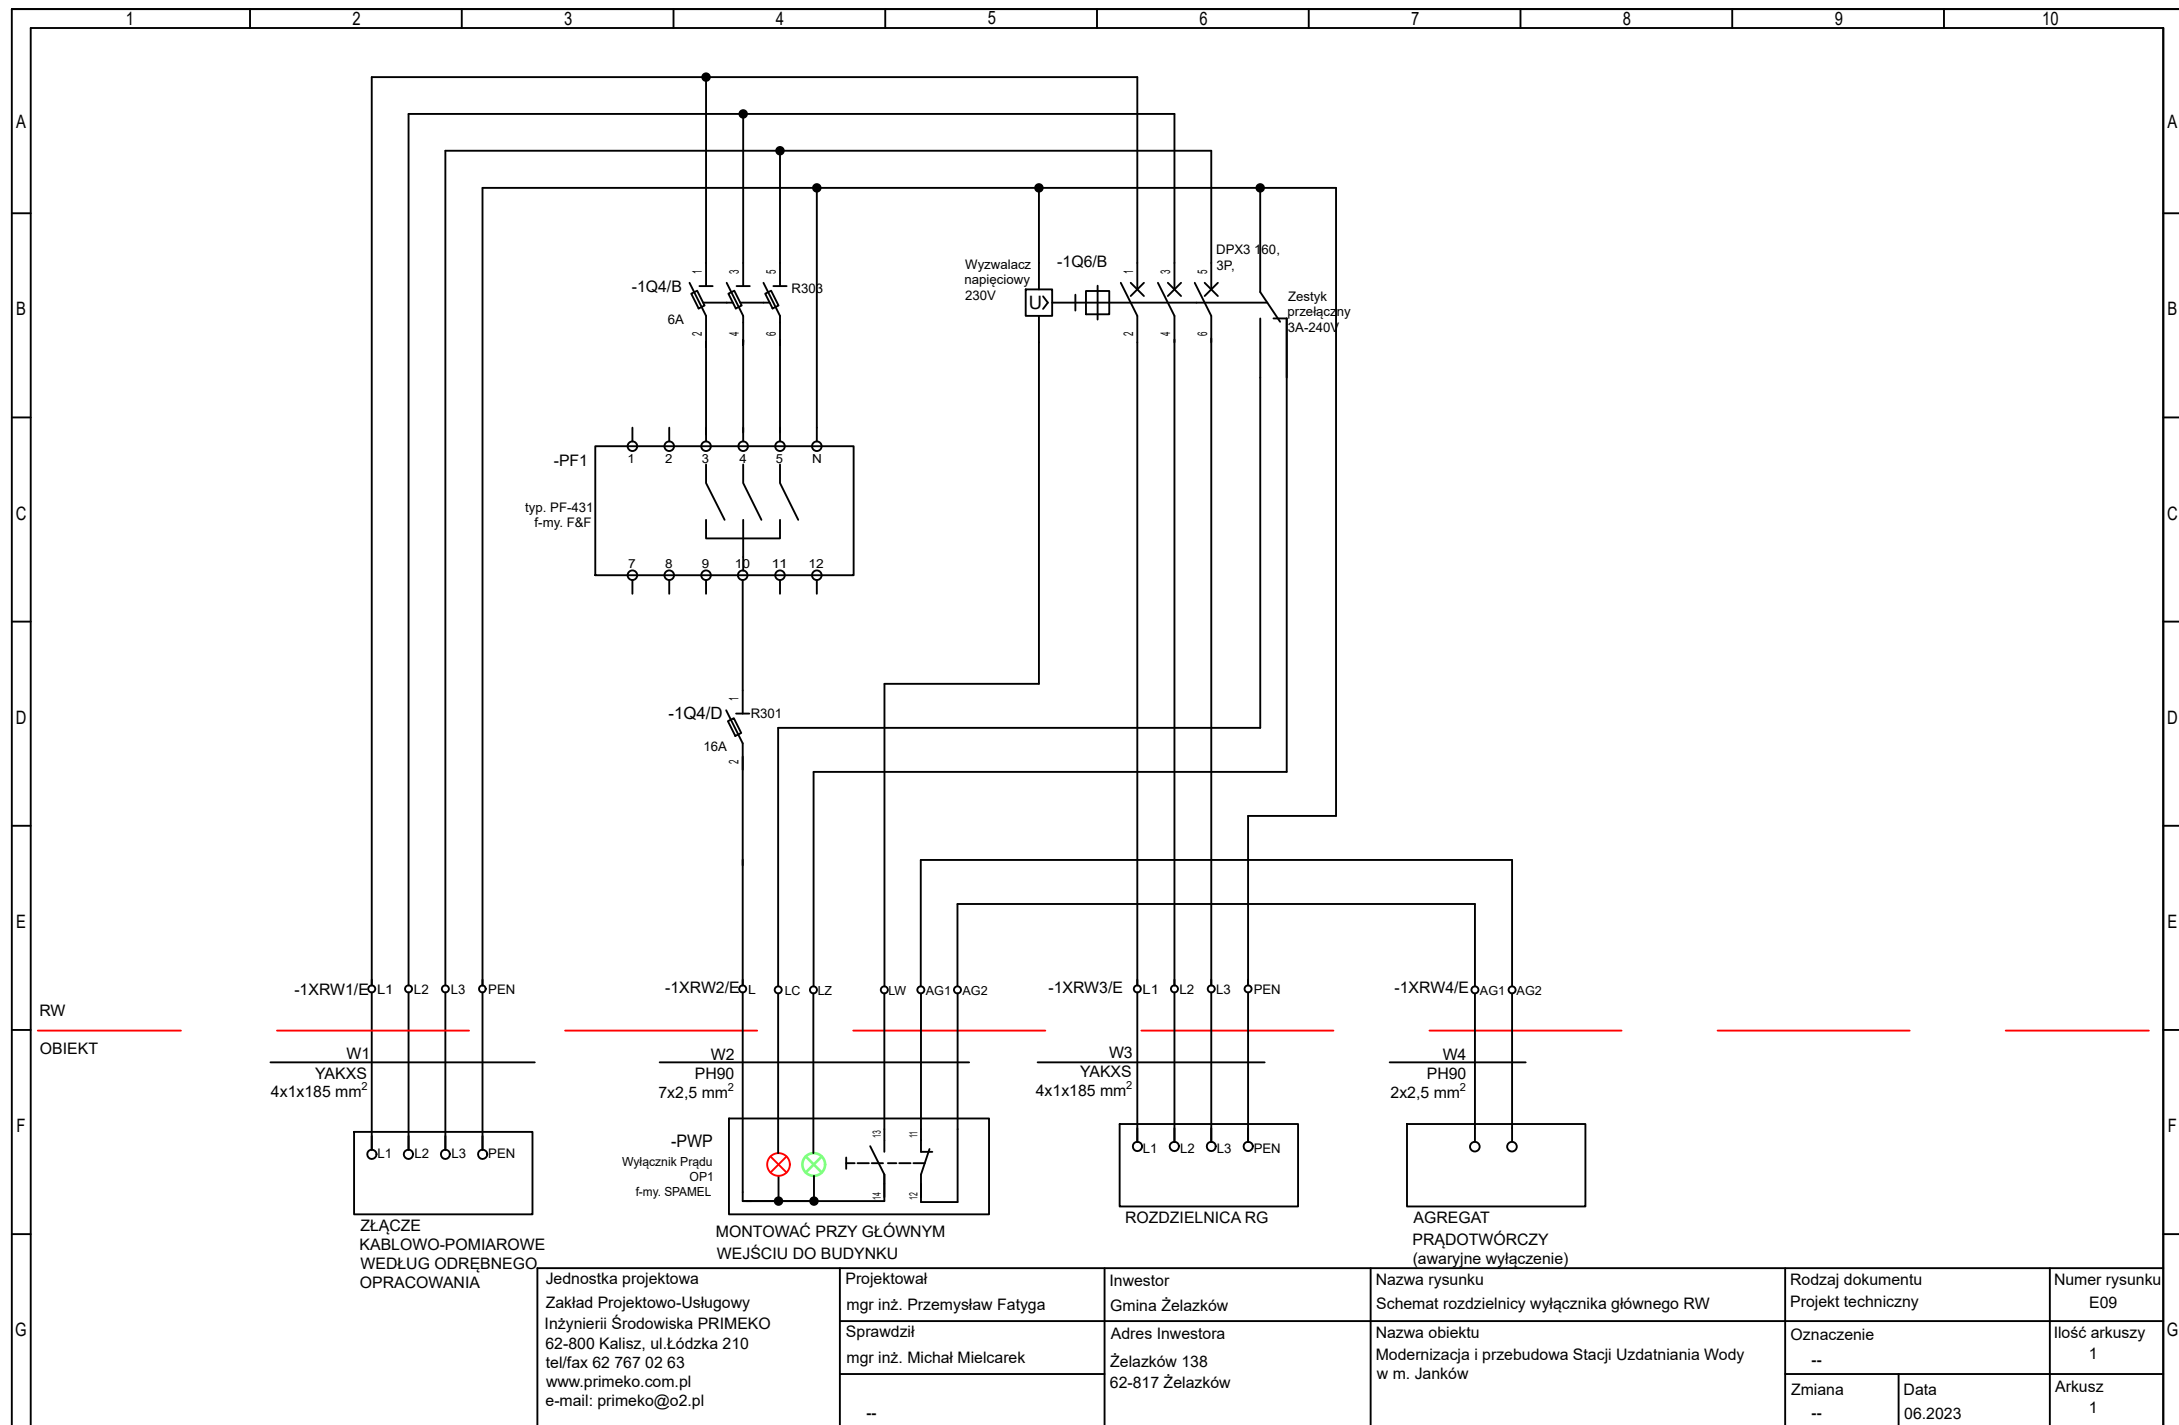 1 2 3 4 5 6 7 8 9 10
A A
B B
C C
D D
E E
F F
G G
-1Q4/B
6A
R303
1 3 5
2 4 6
Wyzwalacz
napięciowy
230V
U>
-1Q6/B
1 3 5
2 4 6
DPX3 160,
3P,
Zestyk
przełączny
3A-240V
-PF1
typ. PF-431
f-my. F&F
1 2 3 4 5 N
7 8 9 10 11 12
-1Q4/D
16A
R301
1
2
-1XRW1/E L1 L2 L3 PEN
-1XRW2/E L LC LZ LW AG1 AG2
-1XRW3/E L1 L2 L3 PEN
-1XRW4/E AG1 AG2
RW
OBIEKT
W1
YAKXS
4x1x185 mm²
W2
PH90
7x2,5 mm²
W3
YAKXS
4x1x185 mm²
W4
PH90
2x2,5 mm²
L1 L2 L3 PEN
ZŁĄCZE
KABLOWO-POMIAROWE
WEDŁUG ODRĘBNEGO
OPRACOWANIA
-PWP
Wyłącznik Prądu
OP1
f-my. SPAMEL
13 11
14 12
MONTOWAĆ PRZY GŁÓWNYM
WEJŚCIU DO BUDYNKU
L1 L2 L3 PEN
ROZDZIELNICA RG
AGREGAT
PRĄDOTWÓRCZY
(awaryjne wyłączenie)
Jednostka projektowa
Zakład Projektowo-Usługowy
Inżynierii Środowiska PRIMEKO
62-800 Kalisz, ul.Łódzka 210
tel/fax 62 767 02 63
www.primeko.com.pl
e-mail: primeko@o2.pl
Projektował
mgr inż. Przemysław Fatyga
Sprawdził
mgr inż. Michał Mielcarek
--
Inwestor
Gmina Żelazków
Adres Inwestora
Żelazków 138
62-817 Żelazków
Nazwa rysunku
Schemat rozdzielnicy wyłącznika głównego RW
Nazwa obiektu
Modernizacja i przebudowa Stacji Uzdatniania Wody
w m. Janków
Rodzaj dokumentu
Projekt techniczny
Oznaczenie
--
Zmiana
--
Data
06.2023
Numer rysunku
E09
Ilość arkuszy
1
Arkusz
1